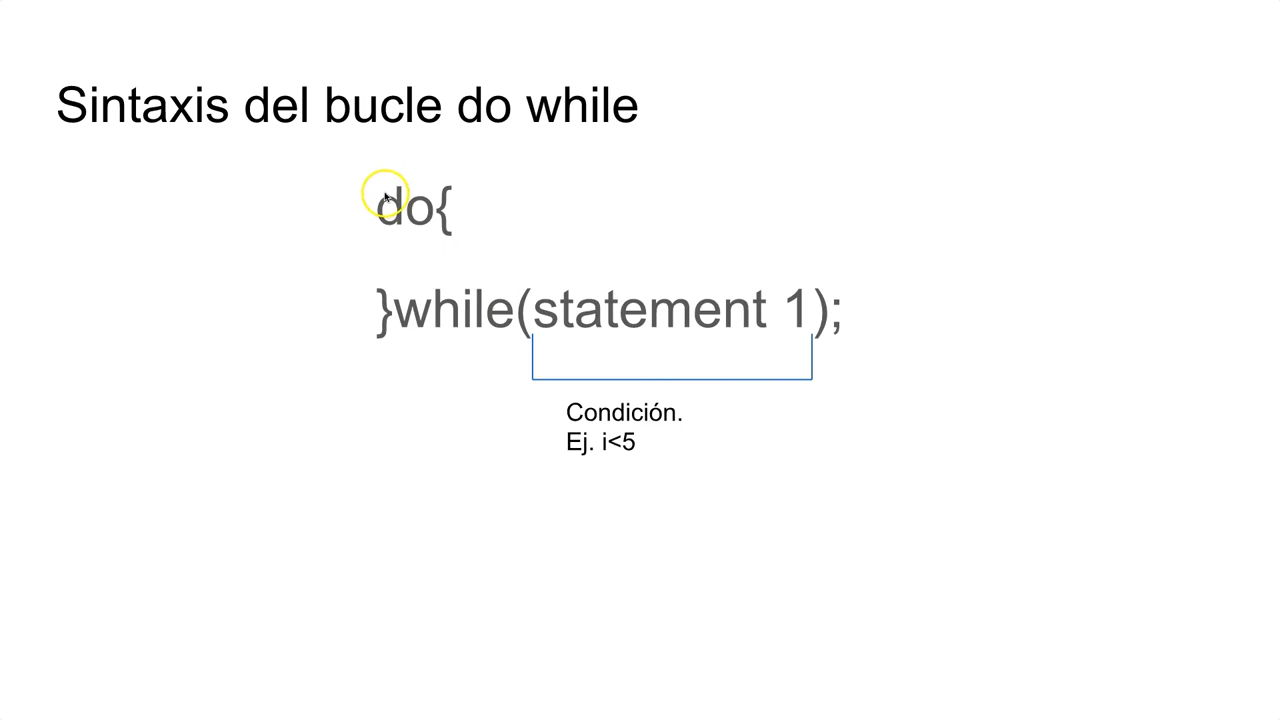 Sintaxis del bucle do while
do{
}while(statement 1);
Condición.
Ej. i<5